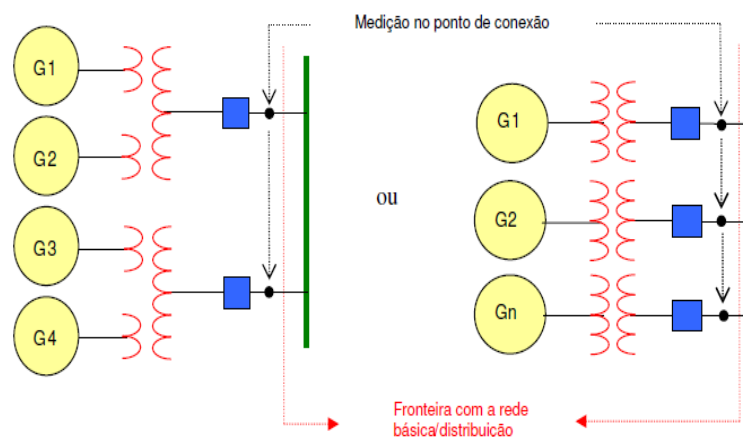 Medição no ponto de conexão
G1
G2
G3
G4
ou
G1
G2
Gn
Fronteira com a rede
básica/distribuição